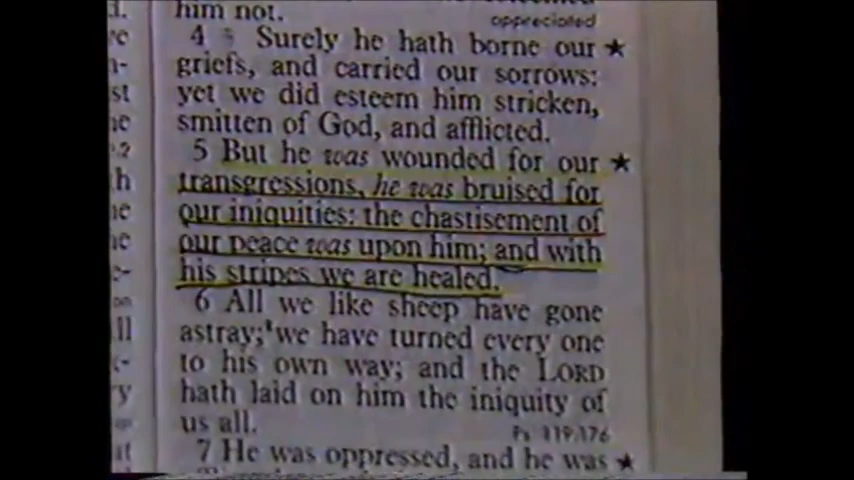 him not.
appreciated
4 Surely he hath borne our ★
griefs, and carried our sorrows:
yet we did esteem him stricken,
smitten of God, and afflicted.
5 But he was wounded for our ★
transgressions, he was bruised for
our iniquities: the chastisement of
our peace was upon him; and with
his stripes we are healed.
6 All we like sheep have gone
astray; we have turned every one
to his own way; and the LORD
hath laid on him the iniquity of
us all.
Ps 119.176
7 He was oppressed, and he was ★